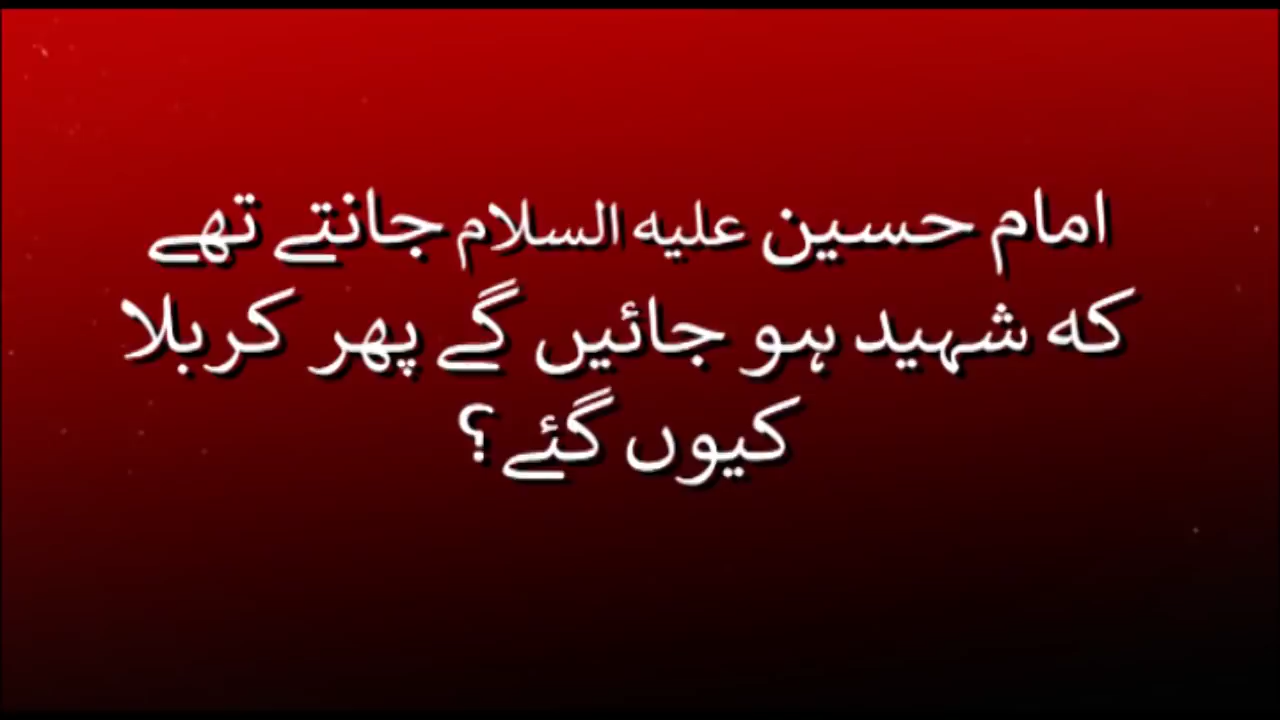 امام حسین علیہ السلام جانتے تھے
کہ شہید ہو جائیں گے پھر کربلا
کیوں گئے؟